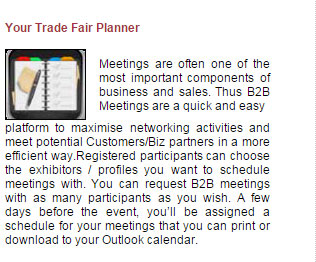 Your Trade Fair Planner
Meetings are often one of the
most important components of
business and sales. Thus B2B
Meetings are a quick and easy
platform to maximise networking activities and
meet potential Customers/Biz partners in a more
efficient way.Registered participants can choose
the exhibitors / profiles you want to schedule
meetings with. You can request B2B meetings
with as many participants as you wish. A few
days before the event, you'll be assigned a
schedule for your meetings that you can print or
download to your Outlook calendar.